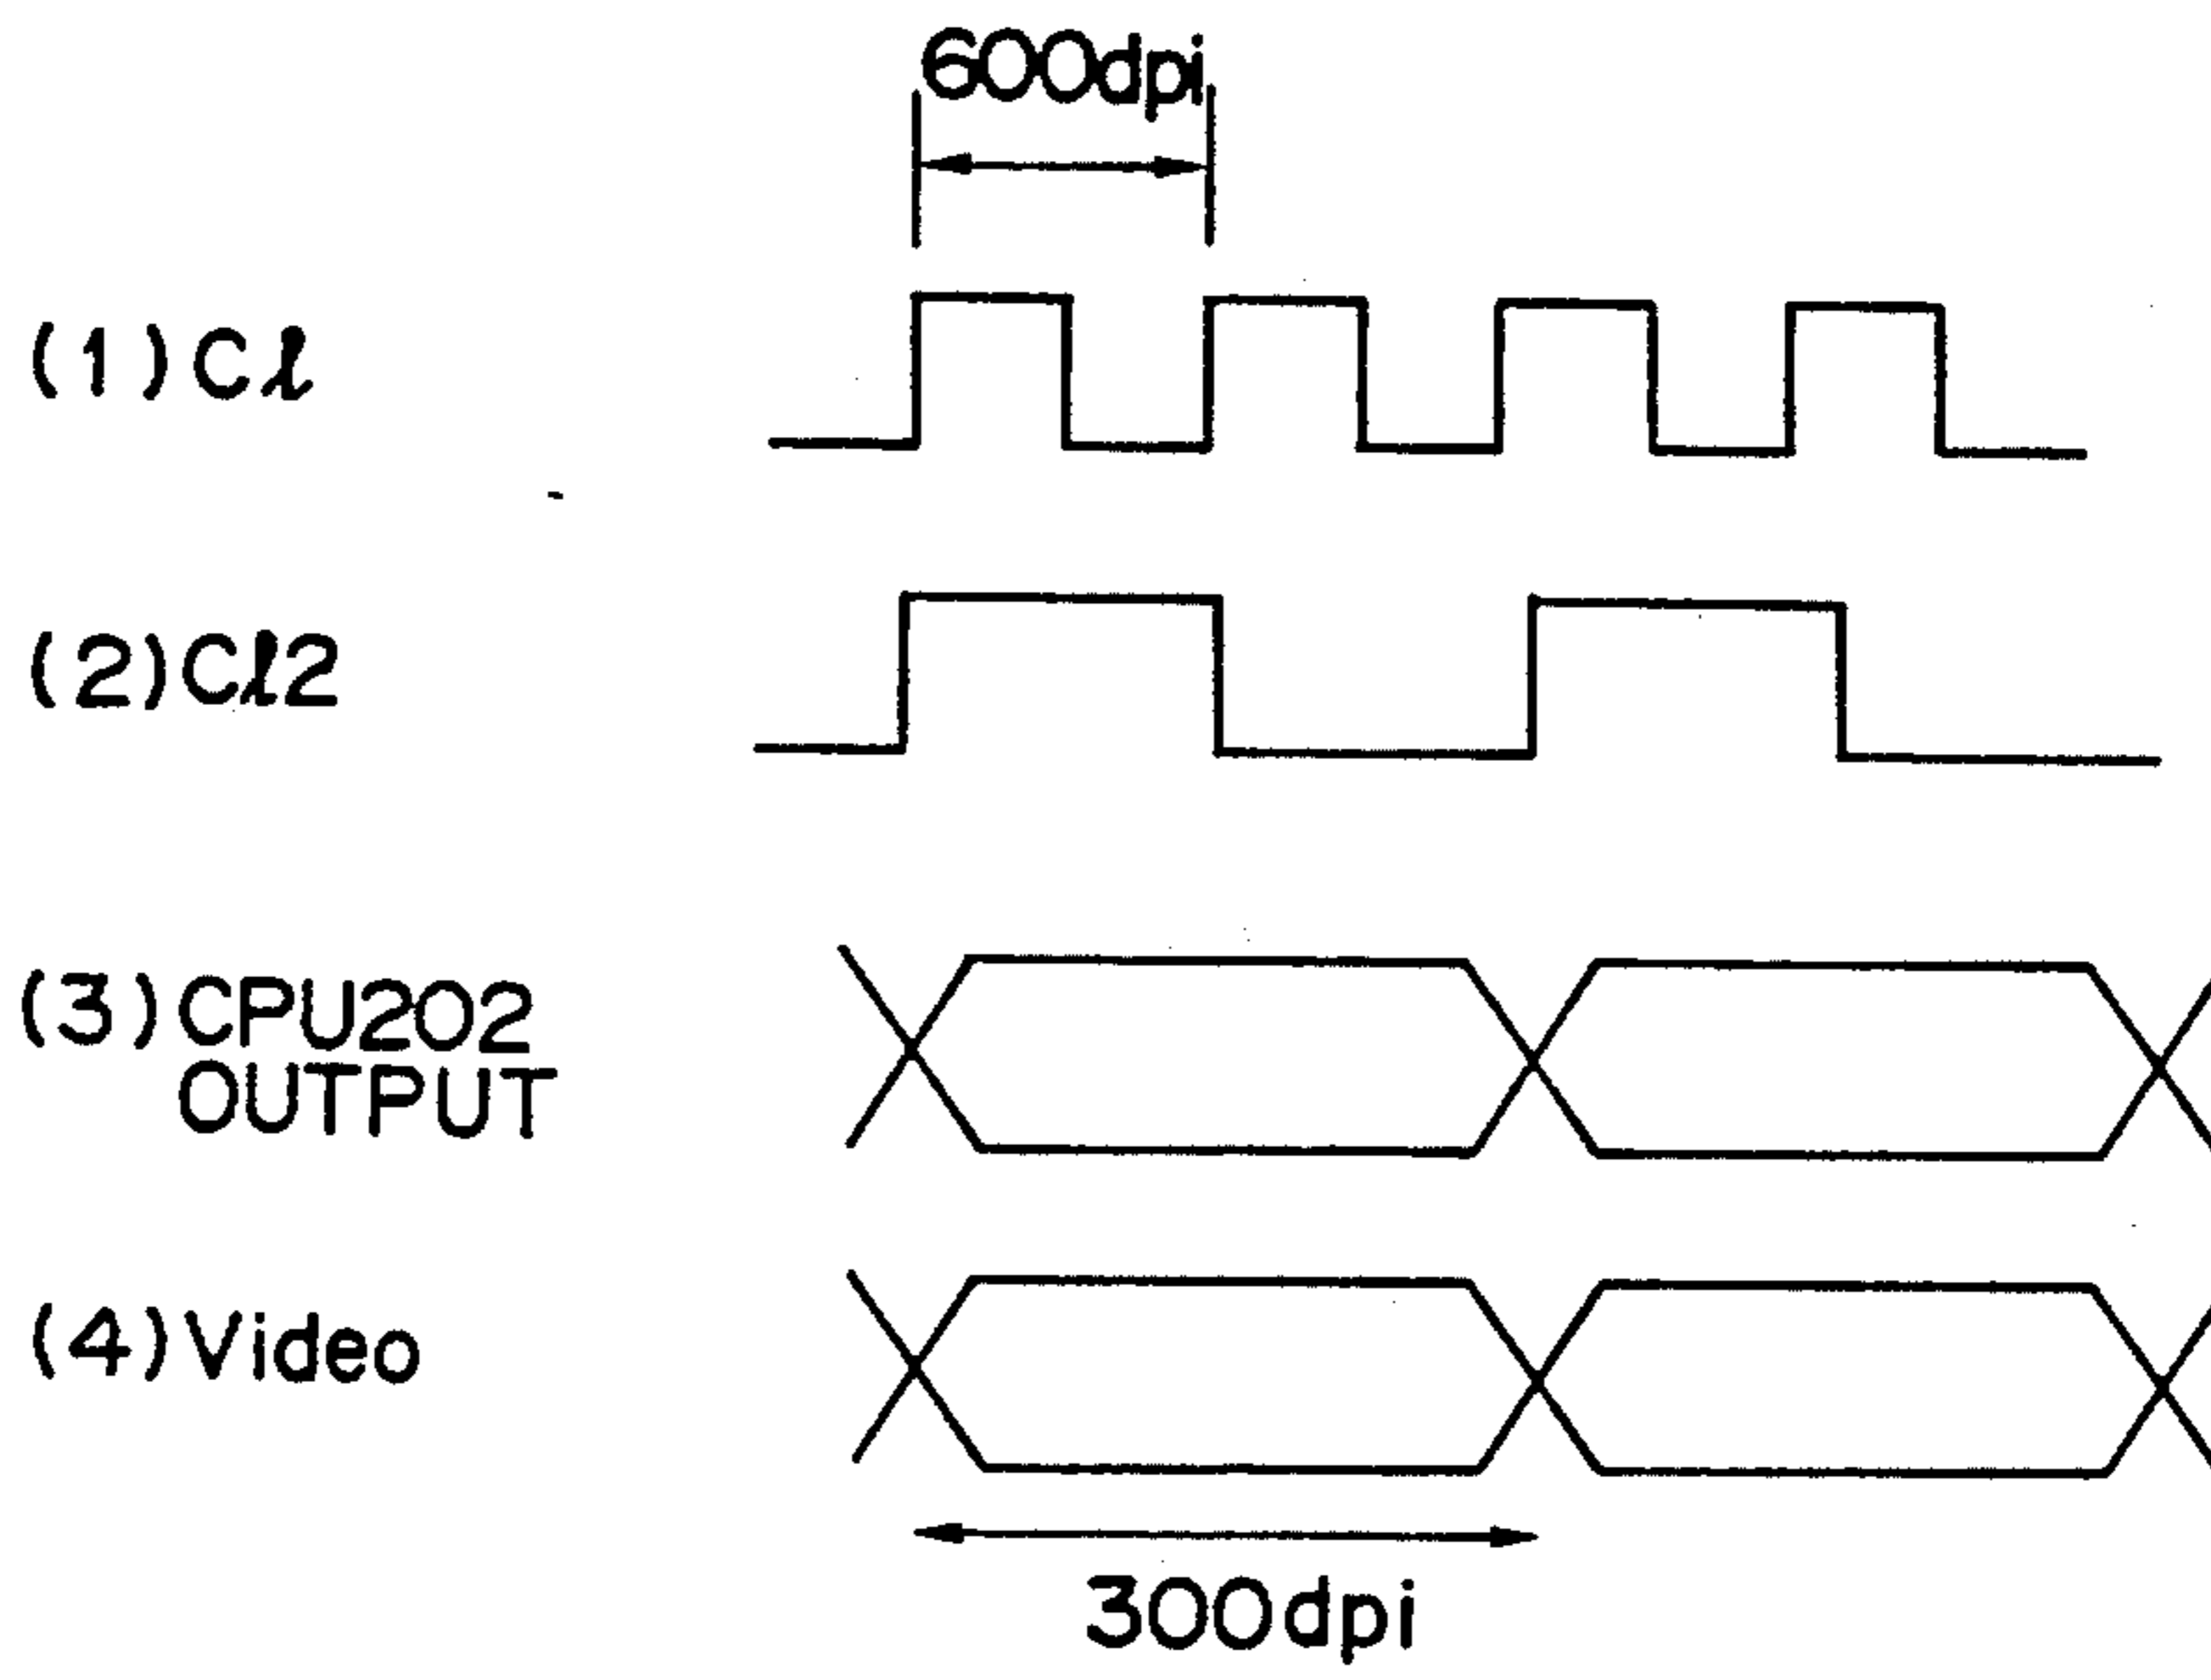 600dpi
(1)Cℓ
(2)Cℓ2
(3)CPU202
OUTPUT
(4)Video
300dpi